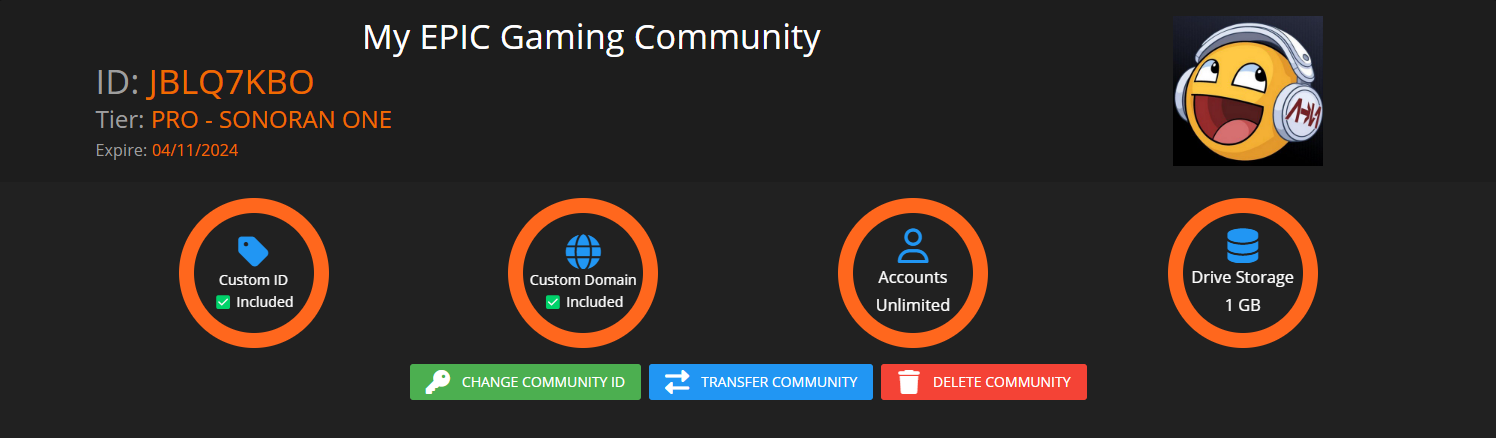 My EPIC Gaming Community
ID: JBLQ7KBO
Tier: PRO - SONORAN ONE
Expire: 04/11/2024
Custom ID
Included
Custom Domain
Included
Accounts
Unlimited
Drive Storage
1 GB
CHANGE COMMUNITY ID
TRANSFER COMMUNITY
DELETE COMMUNITY